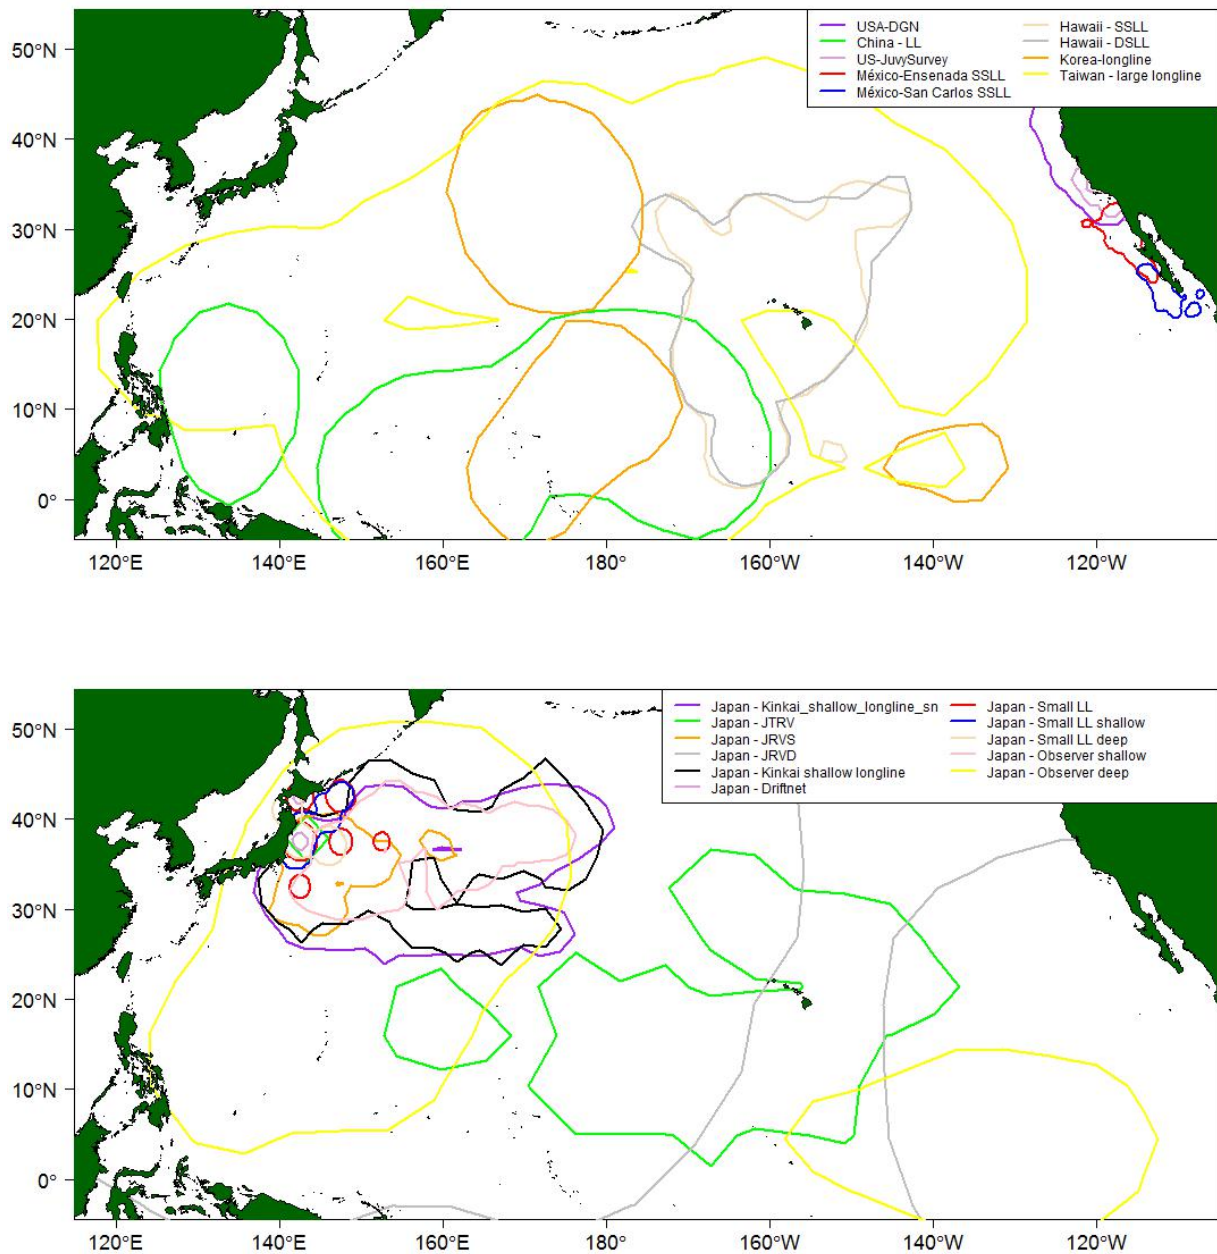 USA-DGN
China - LL
US-JuvySurvey
México-Ensenada SSLL
México-San Carlos SSLL
Hawaii - SSLL
Hawaii - DSLL
Korea-longline
Taiwan - large longline
50°N
40°N
30°N
20°N
10°N
0°
120°E 140°E 160°E 180° 160°W 140°W 120°W
Japan - Kinkai_shallow_longline_sn
Japan - JTRV
Japan - JRVS
Japan - JRVD
Japan - Kinkai shallow longline
Japan - Driftnet
Japan - Small LL
Japan - Small LL shallow
Japan - Small LL deep
Japan - Observer shallow
Japan - Observer deep
50°N
40°N
30°N
20°N
10°N
0°
120°E 140°E 160°E 180° 160°W 140°W 120°W